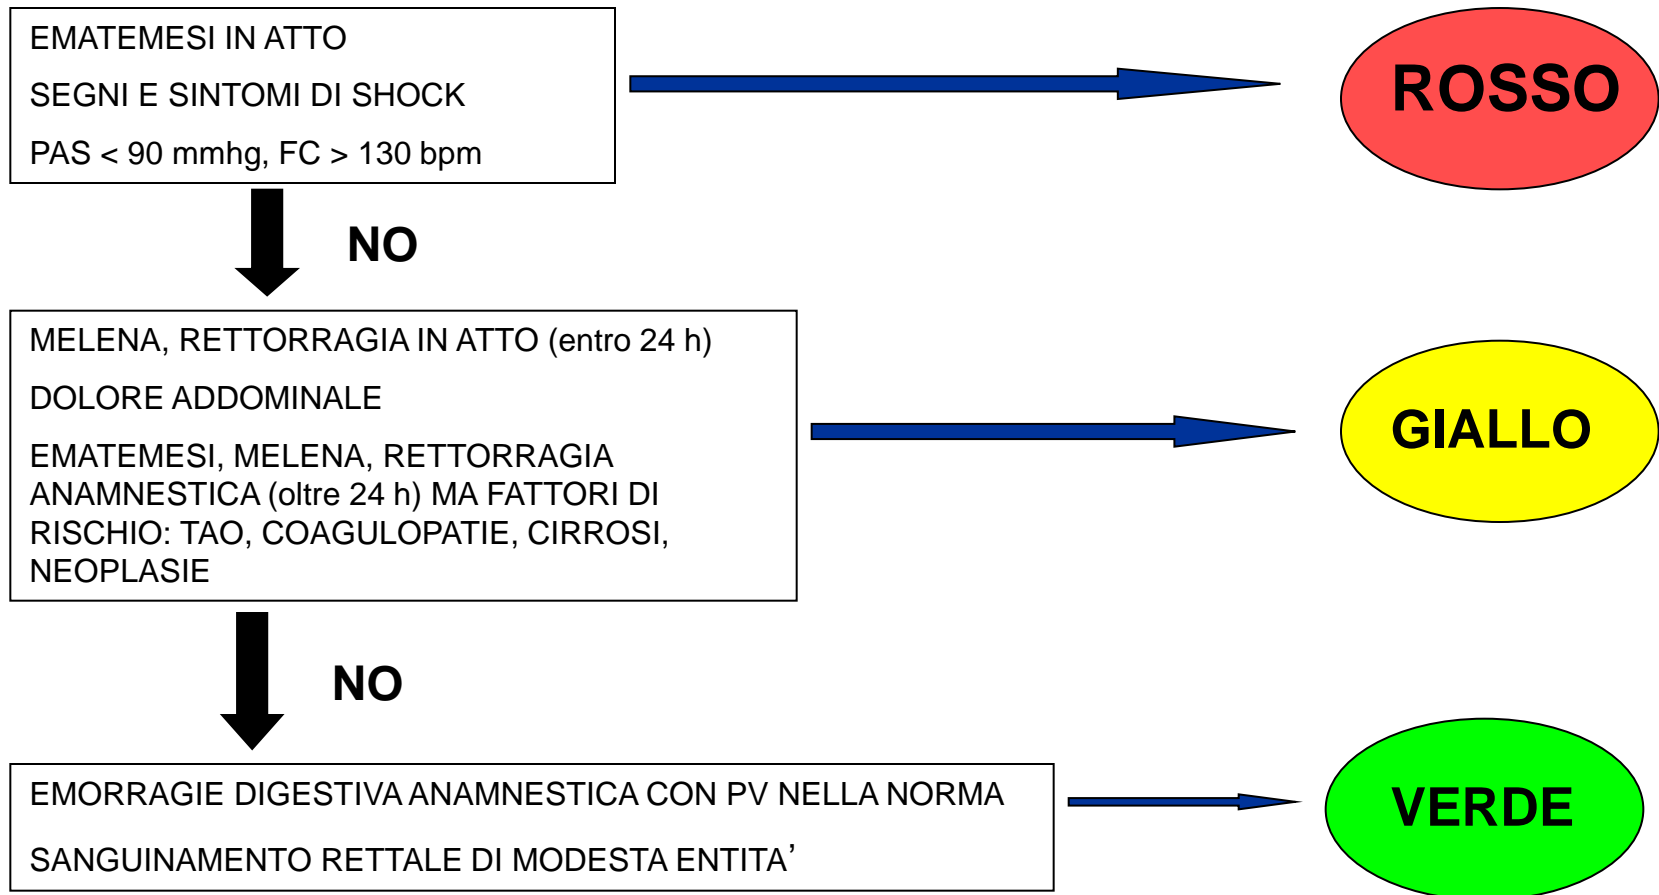 EMATEMESI IN ATTO
SEGNI E SINTOMI DI SHOCK
PAS < 90 mmhg, FC > 130 bpm
ROSSO
NO
MELENA, RETTORRAGIA IN ATTO (entro 24 h)
DOLORE ADDOMINALE
EMATEMESI, MELENA, RETTORRAGIA
ANAMNESTICA (oltre 24 h) MA FATTORI DI
RISCHIO: TAO, COAGULOPATIE, CIRROSI,
NEOPLASIE
GIALLO
NO
EMORRAGIE DIGESTIVA ANAMNESTICA CON PV NELLA NORMA
SANGUINAMENTO RETTALE DI MODESTA ENTITA’
VERDE